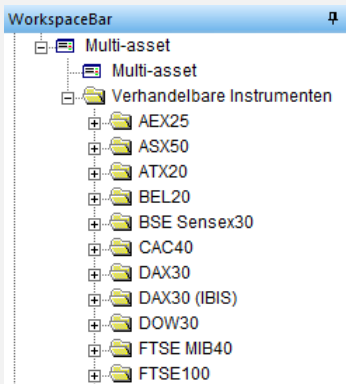 WorkspaceBar
Multi-asset
Multi-asset
Verhandelbare Instrumenten
AEX25
ASX50
ATX20
BEL20
BSE Sensex30
CAC40
DAX30
DAX30 (IBIS)
DOW30
FTSE MIB40
FTSE100